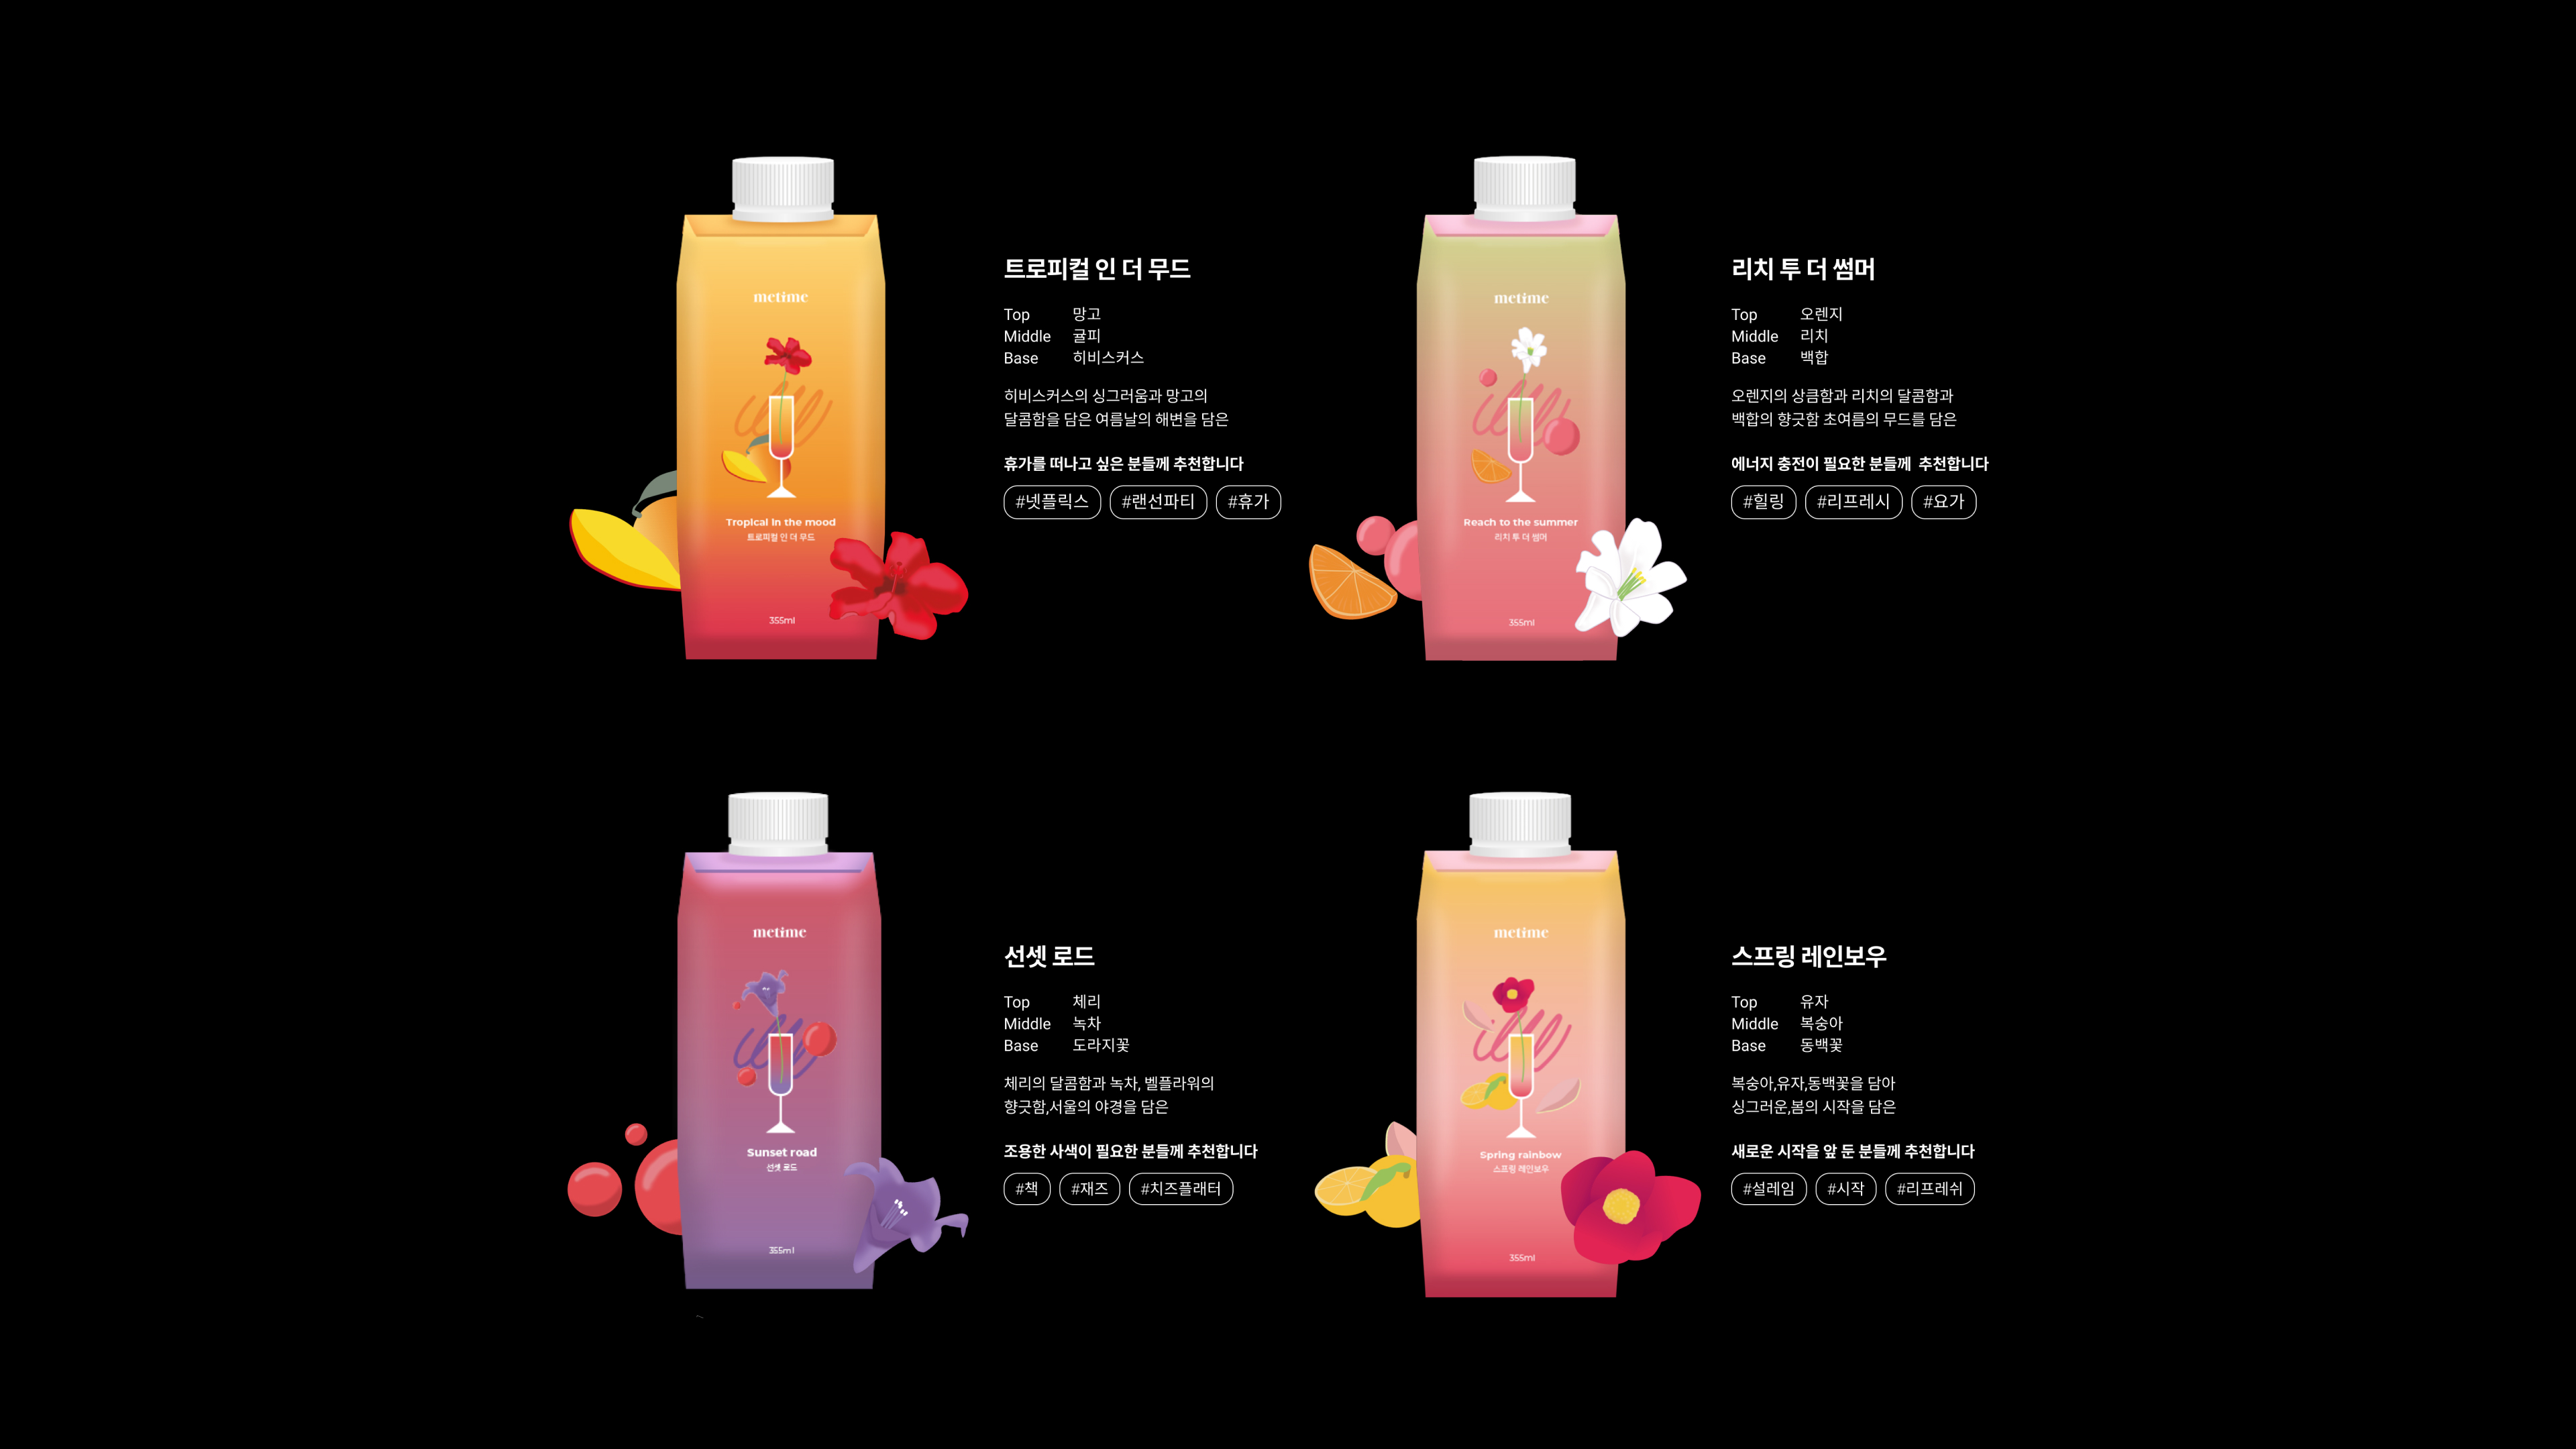 metime
Tropical in the mood
트로피컬 인 더 무드
355ml
트로피컬 인 더 무드
Top 망고
Middle 귤피
Base 히비스커스
히비스커스의 싱그러움과 망고의
달콤함을 담은 여름날의 해변을 담은
휴가를 떠나고 싶은 분들께 추천합니다
#넷플릭스 #랜선파티 #휴가
metime
Reach to the summer
리치 투 더 썸머
355ml
리치 투 더 썸머
Top 오렌지
Middle 리치
Base 백합
오렌지의 상큼함과 리치의 달콤함과
백합의 향긋함 초여름의 무드를 담은
에너지 충전이 필요한 분들께 추천합니다
#힐링 #리프레시 #요가
metime
Sunset road
선셋 로드
355ml
선셋 로드
Top 체리
Middle 녹차
Base 도라지꽃
체리의 달콤함과 녹차, 벨플라워의
향긋함,서울의 야경을 담은
조용한 사색이 필요한 분들께 추천합니다
#책 #재즈 #치즈플래터
metime
Spring rainbow
스프링 레인보우
355ml
스프링 레인보우
Top 유자
Middle 복숭아
Base 동백꽃
복숭아,유자,동백꽃을 담아
싱그러운,봄의 시작을 담은
새로운 시작을 앞 둔 분들께 추천합니다
#설레임 #시작 #리프레쉬